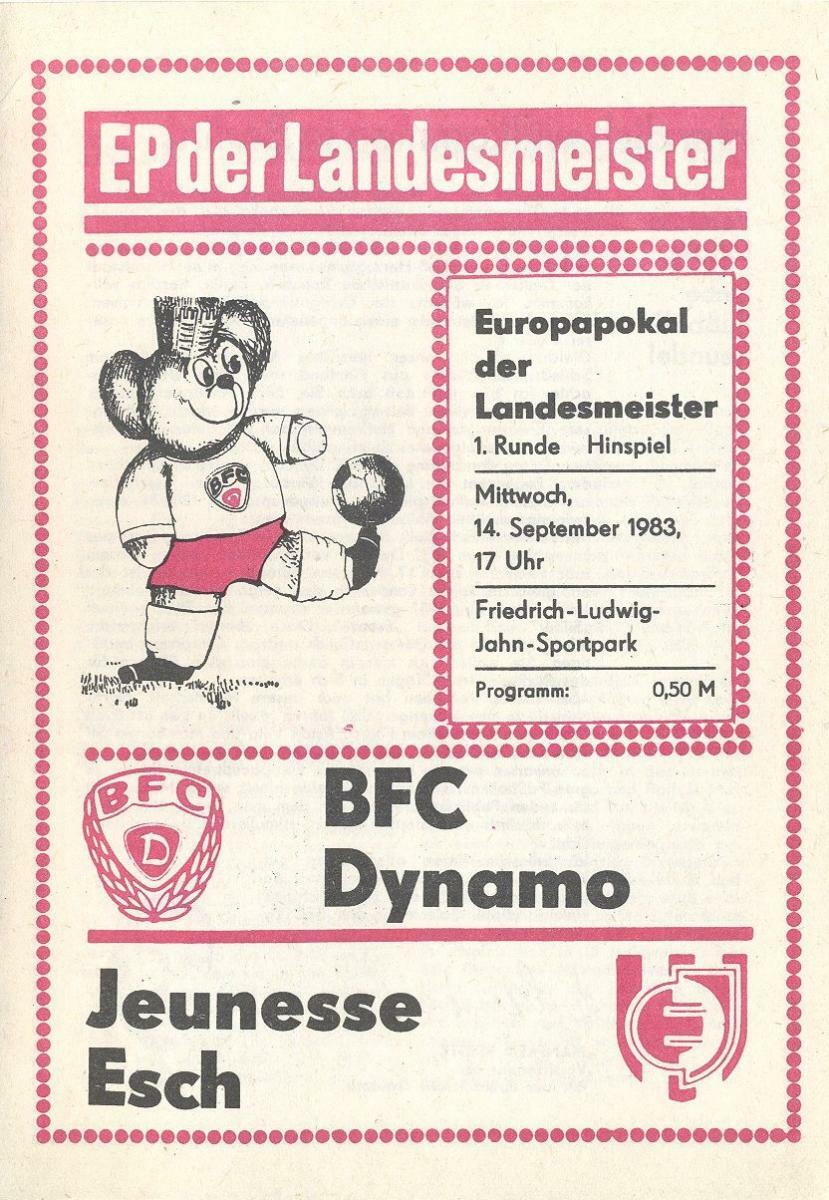 EP der Landesmeister
Europapokal
der
Landesmeister
1. Runde Hinspiel
Mittwoch,
14. September 1983,
17 Uhr
Friedrich-Ludwig-
Jahn-Sportpark
Programm: 0,50 M
BFC
D
BFC
D
BFC
Dynamo
Jeunesse
Esch